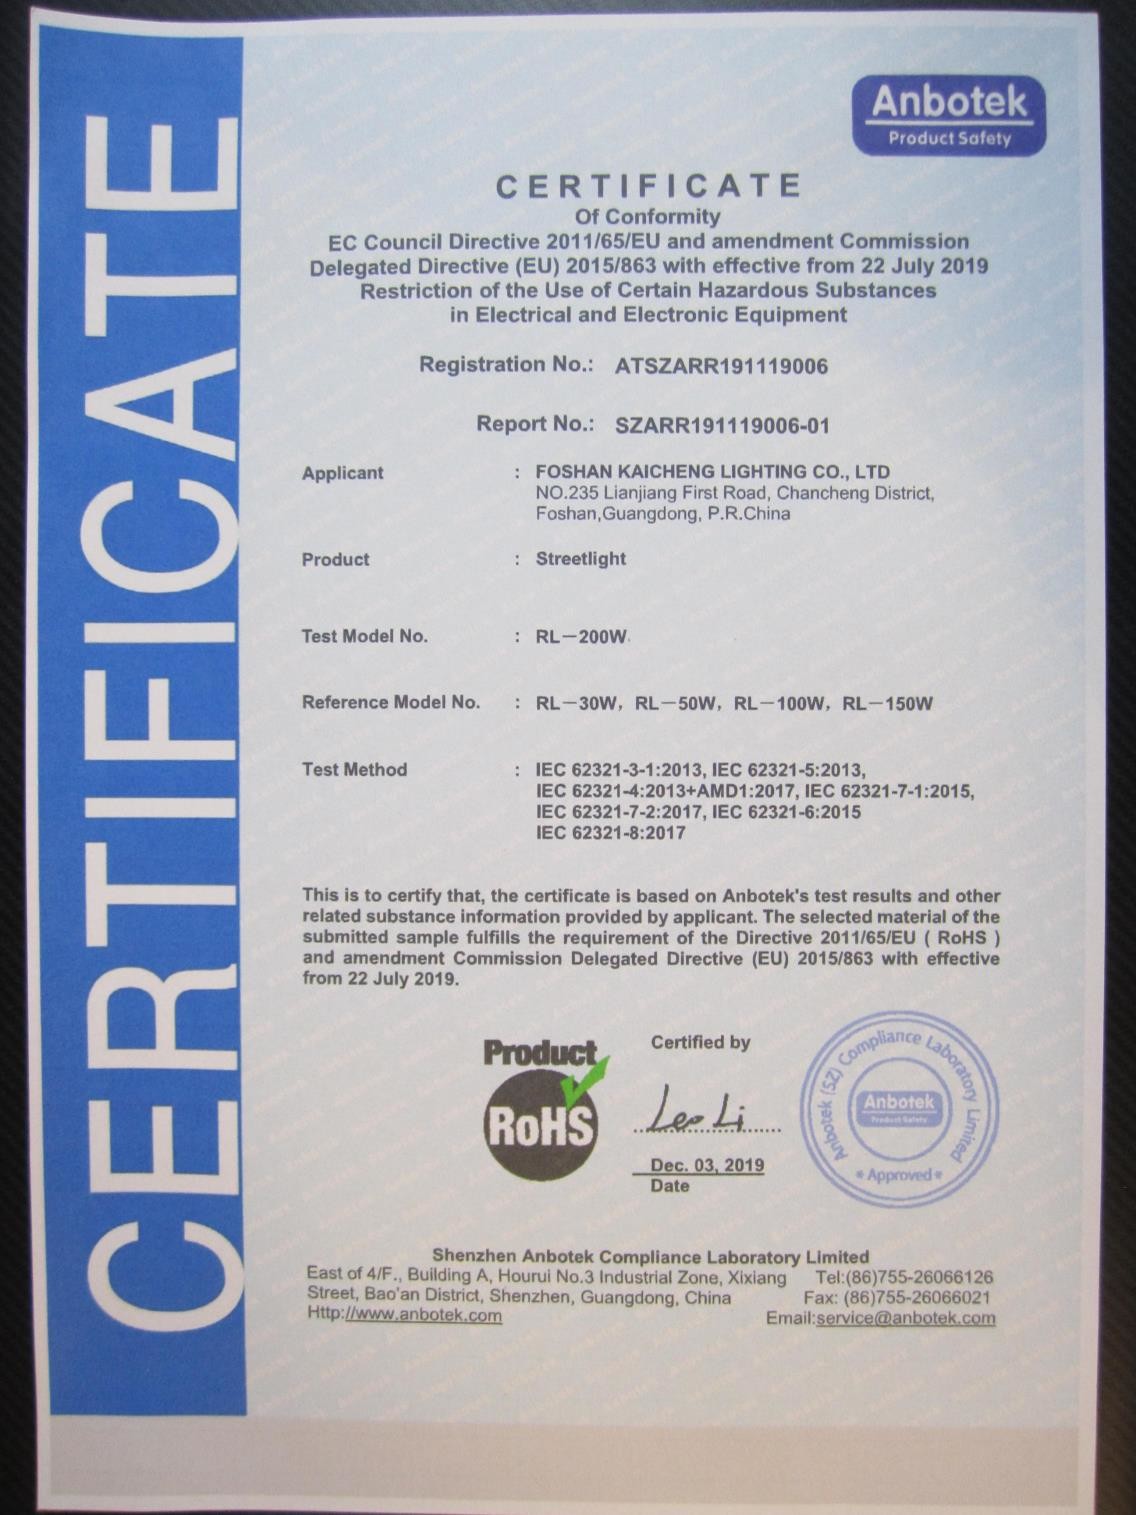 CERTIFICATE
Anbotek
Product Safety
CERTIFICATE
Of Conformity
EC Council Directive 2011/65/EU and amendment Commission
Delegated Directive (EU) 2015/863 with effective from 22 July 2019
Restriction of the Use of Certain Hazardous Substances
in Electrical and Electronic Equipment
Registration No.: ATSZARR191119006
Report No.: SZARR191119006-01
Applicant : FOSHAN KAICHENG LIGHTING CO., LTD
NO.235 Lianjiang First Road, Chancheng District,
Foshan,Guangdong, P.R.China
Product : Streetlight
Test Model No. : RL－200W
Reference Model No. : RL－30W，RL－50W，RL－100W，RL－150W
Test Method : IEC 62321-3-1:2013, IEC 62321-5:2013,
IEC 62321-4:2013+AMD1:2017, IEC 62321-7-1:2015,
IEC 62321-7-2:2017, IEC 62321-6:2015
IEC 62321-8:2017
This is to certify that, the certificate is based on Anbotek's test results and other
related substance information provided by applicant. The selected material of the
submitted sample fulfills the requirement of the Directive 2011/65/EU ( RoHS )
and amendment Commission Delegated Directive (EU) 2015/863 with effective
from 22 July 2019.
Product
RoHS
Certified by
Leo Li
Dec. 03, 2019
Date
Anbotek (SZ) Compliance Laboratory Limited
Anbotek
Product Safety
* Approved *
Shenzhen Anbotek Compliance Laboratory Limited
East of 4/F., Building A, Hourui No.3 Industrial Zone, Xixiang Tel:(86)755-26066126
Street, Bao'an District, Shenzhen, Guangdong, China Fax: (86)755-26066021
Http://www.anbotek.com Email:service@anbotek.com